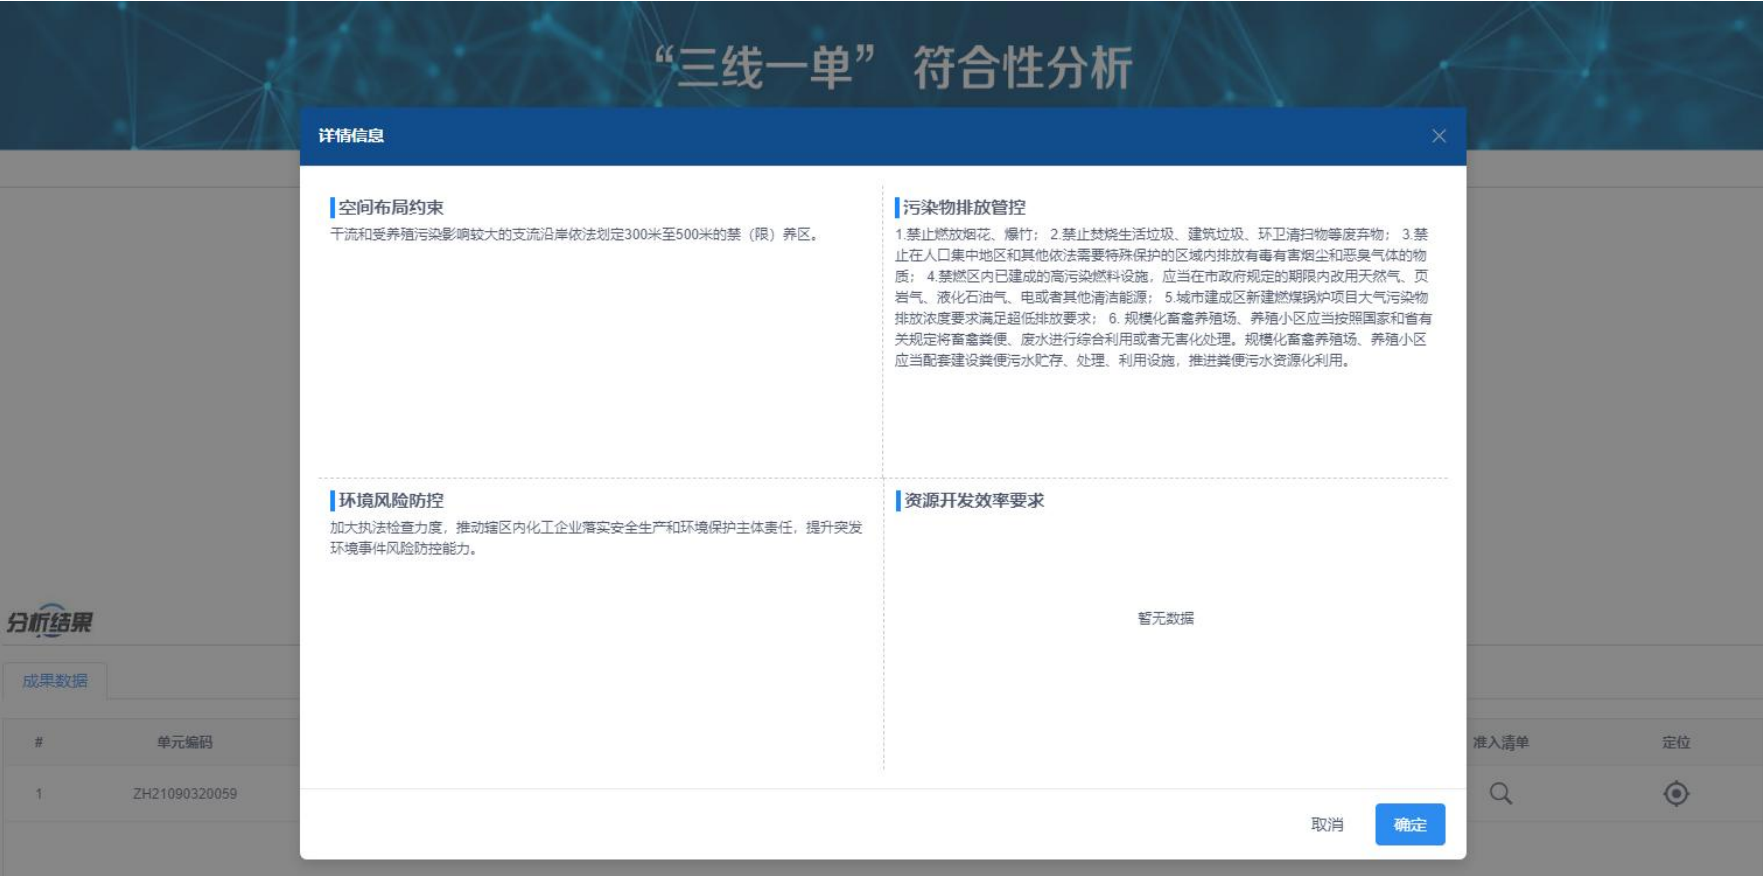 “三线一单” 符合性分析
详情信息
空间布局约束
干流和受养殖污染影响较大的支流沿岸依法划定300米至500米的禁（限）养区。
污染物排放管控
1.禁止燃放烟花、爆竹； 2.禁止焚烧生活垃圾、建筑垃圾、环卫清扫物等废弃物； 3.禁
止在人口集中地区和其他依法需要特殊保护的区域内排放有毒有害烟尘和恶臭气体的物
质； 4.禁燃区内已建成的高污染燃料设施，应当在市政府规定的期限内改用天然气、页
岩气、液化石油气、电或者其他清洁能源； 5.城市建成区新建燃煤锅炉项目大气污染物
排放浓度要求满足超低排放要求； 6. 规模化畜禽养殖场、养殖小区应当按照国家和省有
关规定将畜禽粪便、废水进行综合利用或者无害化处理。规模化畜禽养殖场、养殖小区
应当配套建设粪便污水贮存、处理、利用设施，推进粪便污水资源化利用。
环境风险防控
加大执法检查力度，推动辖区内化工企业落实安全生产和环境保护主体责任，提升突发
环境事件风险防控能力。
资源开发效率要求
暂无数据
分析结果
成果数据
# 单元编码 准入清单 定位
1 ZH21090320059
取消 确定